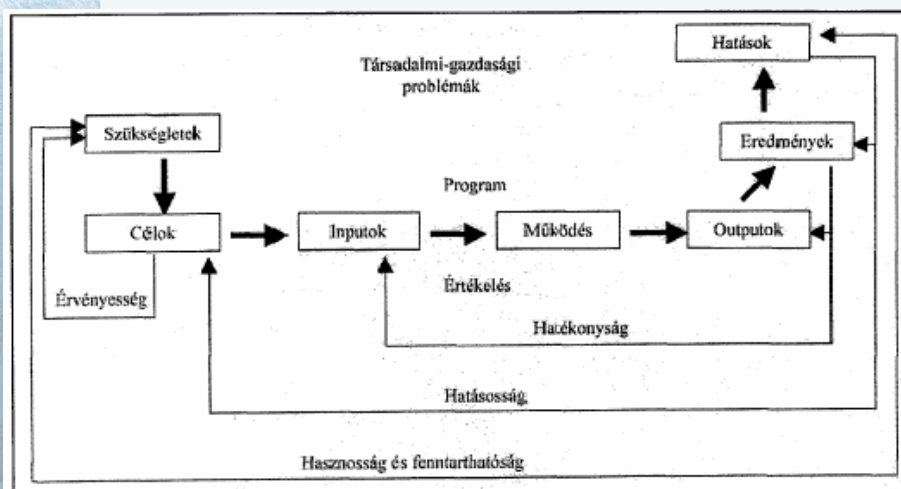 Hatások
Társadalmi-gazdasági
problémák
Szükségletek
Eredmények
Program
Célok
Inputok
Működés
Outputok
Érvényesség
Értékelés
Hatékonyság
Hatásosság
Hasznosság és fenntarthatóság